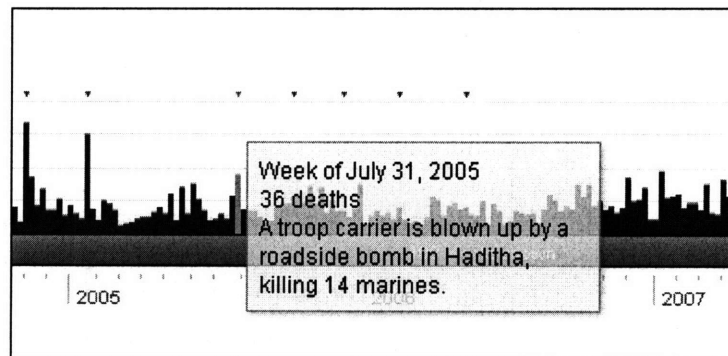 Week of July 31, 2005
36 deaths
A troop carrier is blown up by a
roadside bomb in Haditha,
killing 14 marines.
2005
2006
2007